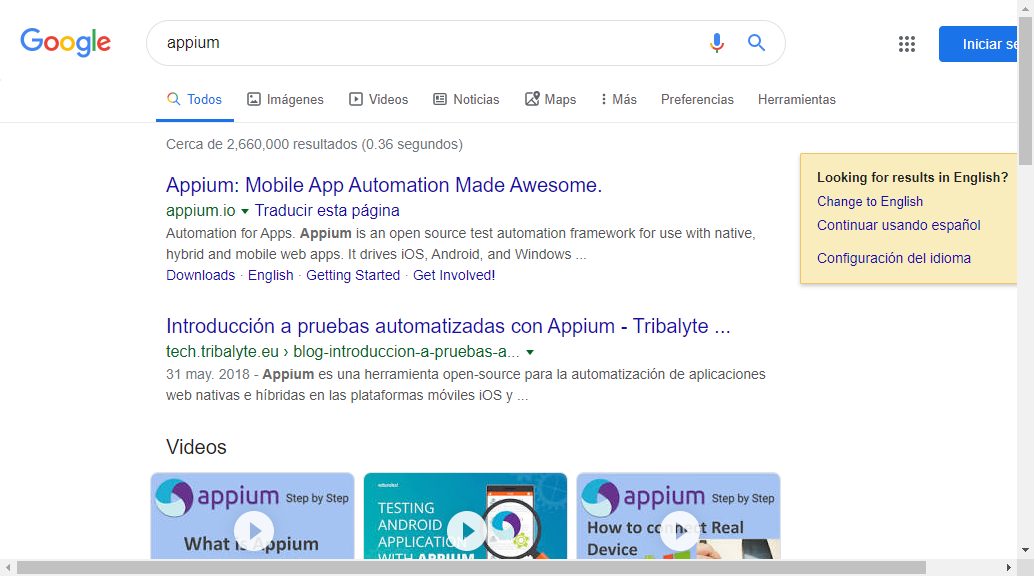 Google
appium
Iniciar se
Todos Imágenes Videos Noticias Maps Más Preferencias Herramientas
Cerca de 2,660,000 resultados (0.36 segundos)
Appium: Mobile App Automation Made Awesome.
appium.io Traducir esta página
Automation for Apps. Appium is an open source test automation framework for use with native,
hybrid and mobile web apps. It drives iOS, Android, and Windows ...
Downloads · English · Getting Started · Get Involved!
Looking for results in English?
Change to English
Continuar usando español
Configuración del idioma
Introducción a pruebas automatizadas con Appium - Tribalyte ...
tech.tribalyte.eu › blog-introduccion-a-pruebas-a...
31 may. 2018 - Appium es una herramienta open-source para la automatización de aplicaciones
web nativas e híbridas en las plataformas móviles iOS y ...
Videos
appium Step by Step
What is Appium
TESTING
ANDROID
APPLICATION
WITH APPIUM
appium Step by Step
How to connect Real
Device